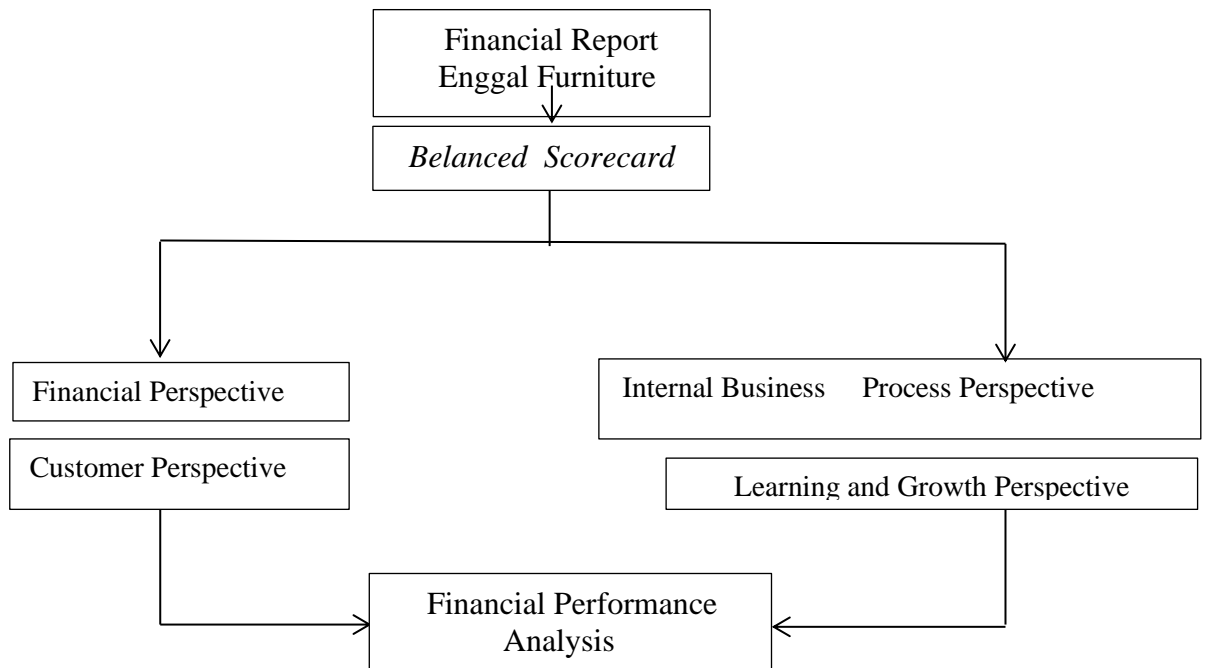 Financial Report
Enggal Furniture
Belanced Scorecard
Financial Perspective
Internal Business Process Perspective
Customer Perspective
Learning and Growth Perspective
Financial Performance
Analysis